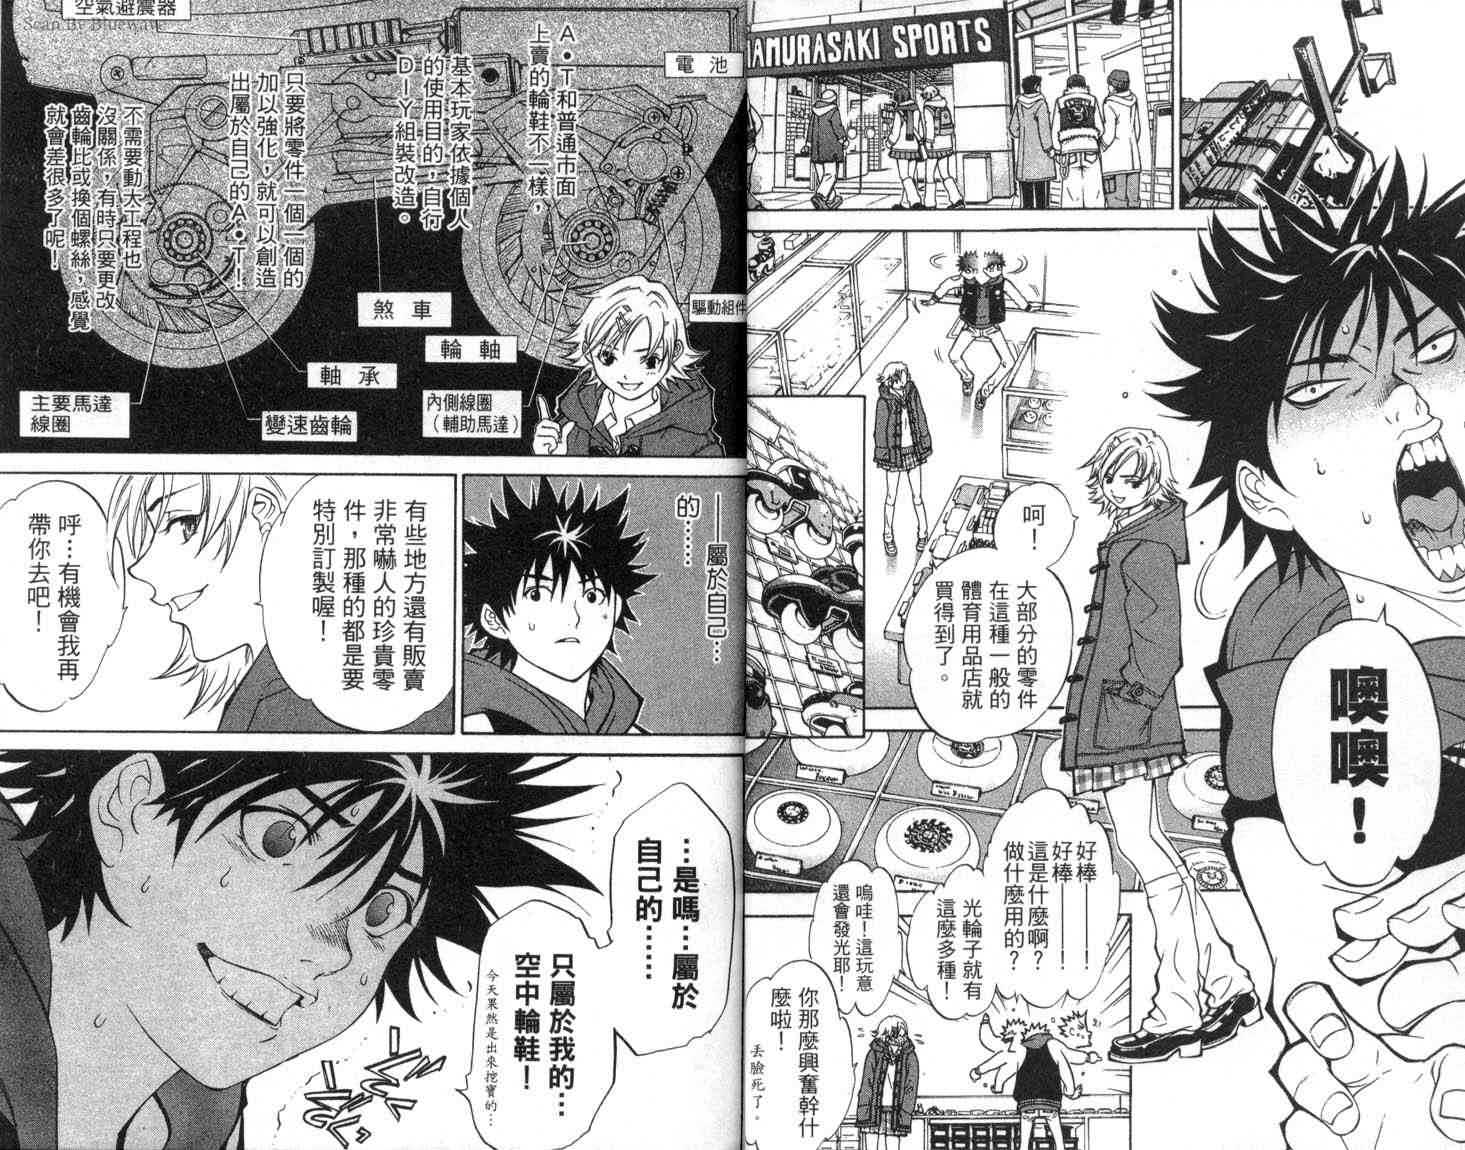 AMURASAKI SPORTS
噢噢！
呵！
大部分的零件
在這種一般的
體育用品店就
買得到了。
好棒——！
好棒——！
這是什麼啊？
做什麼用的？
光輪子就有
這麼多種！
嗚哇！這玩意
還會發光耶！
你那麼興奮幹什
麼啦！
丟臉死了。
Scan By Bluewave
空氣避震器
電池
A・T和普通市面
上賣的輪鞋不一樣，
基本玩家依據個人
的使用目的，自行
D・I・Y組裝改造。
只要將零件一個一個的
加以強化，就可以創造
出屬於自己的A・T！
不需要動大工程也
沒關係，有時只要更改
齒輪比或換個螺絲，感覺
就會差很多了呢！
驅動組件
煞車
輪軸
軸承
內側線圈
（輔助馬達）
變速齒輪
主要馬達
線圈
——屬於自己…
的……
有些地方還有販賣
非常嚇人的珍貴零
件，那種的都是要
特別訂製喔！
呼…有機會我再
帶你去吧！
…是嗎…屬於
自己的……
只屬於我的…
空中輪鞋！
今天果然是出來挖寶的…